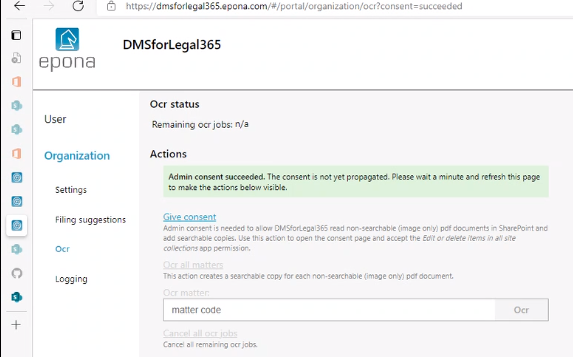 https://dmsforlegal365.epona.com/#/portal/organization/ocr?consent=succeeded
epona
DMSforLegal365
User
Organization
Settings
Filing suggestions
Ocr
Logging
Ocr status
Remaining ocr jobs: n/a
Actions
Admin consent succeeded. The consent is not yet propagated. Please wait a minute and refresh this page
to make the actions below visible.
Give consent
Admin consent is needed to allow DMSforLegal365 read non-searchable (image only) pdf documents in SharePoint and
add searchable copies. Use this action to open the consent page and accept the Edit or delete items in all site
collections app permission.
Ocr all matters
This action creates a searchable copy for each non-searchable (image only) pdf document.
Ocr matter:
matter code
Ocr
Cancel all ocr jobs
Cancel all remaining ocr jobs.